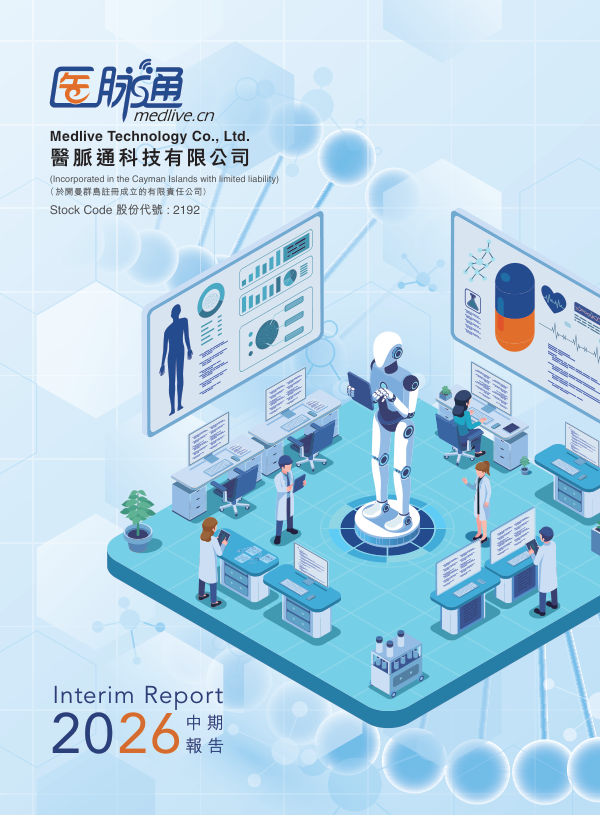 医脉通
medlive.cn
Medlive Technology Co., Ltd.
醫脈通科技有限公司
(Incorporated in the Cayman Islands with limited liability)
(於開曼群島註冊成立的有限責任公司)
Stock Code 股份代號 : 2192
Interim Report
2026 中期
報告